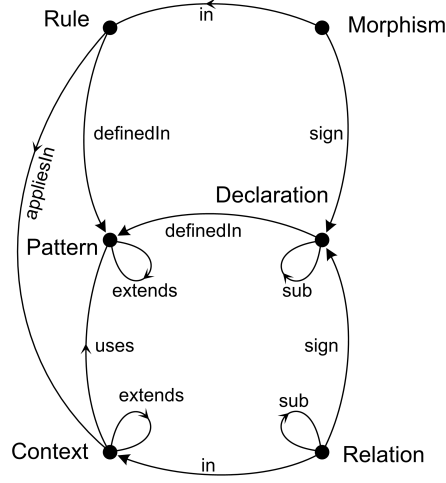 Rule
Morphism
in
definedIn
sign
appliesIn
Declaration
definedIn
Pattern
extends
sub
uses
sign
extends
sub
Context
in
Relation